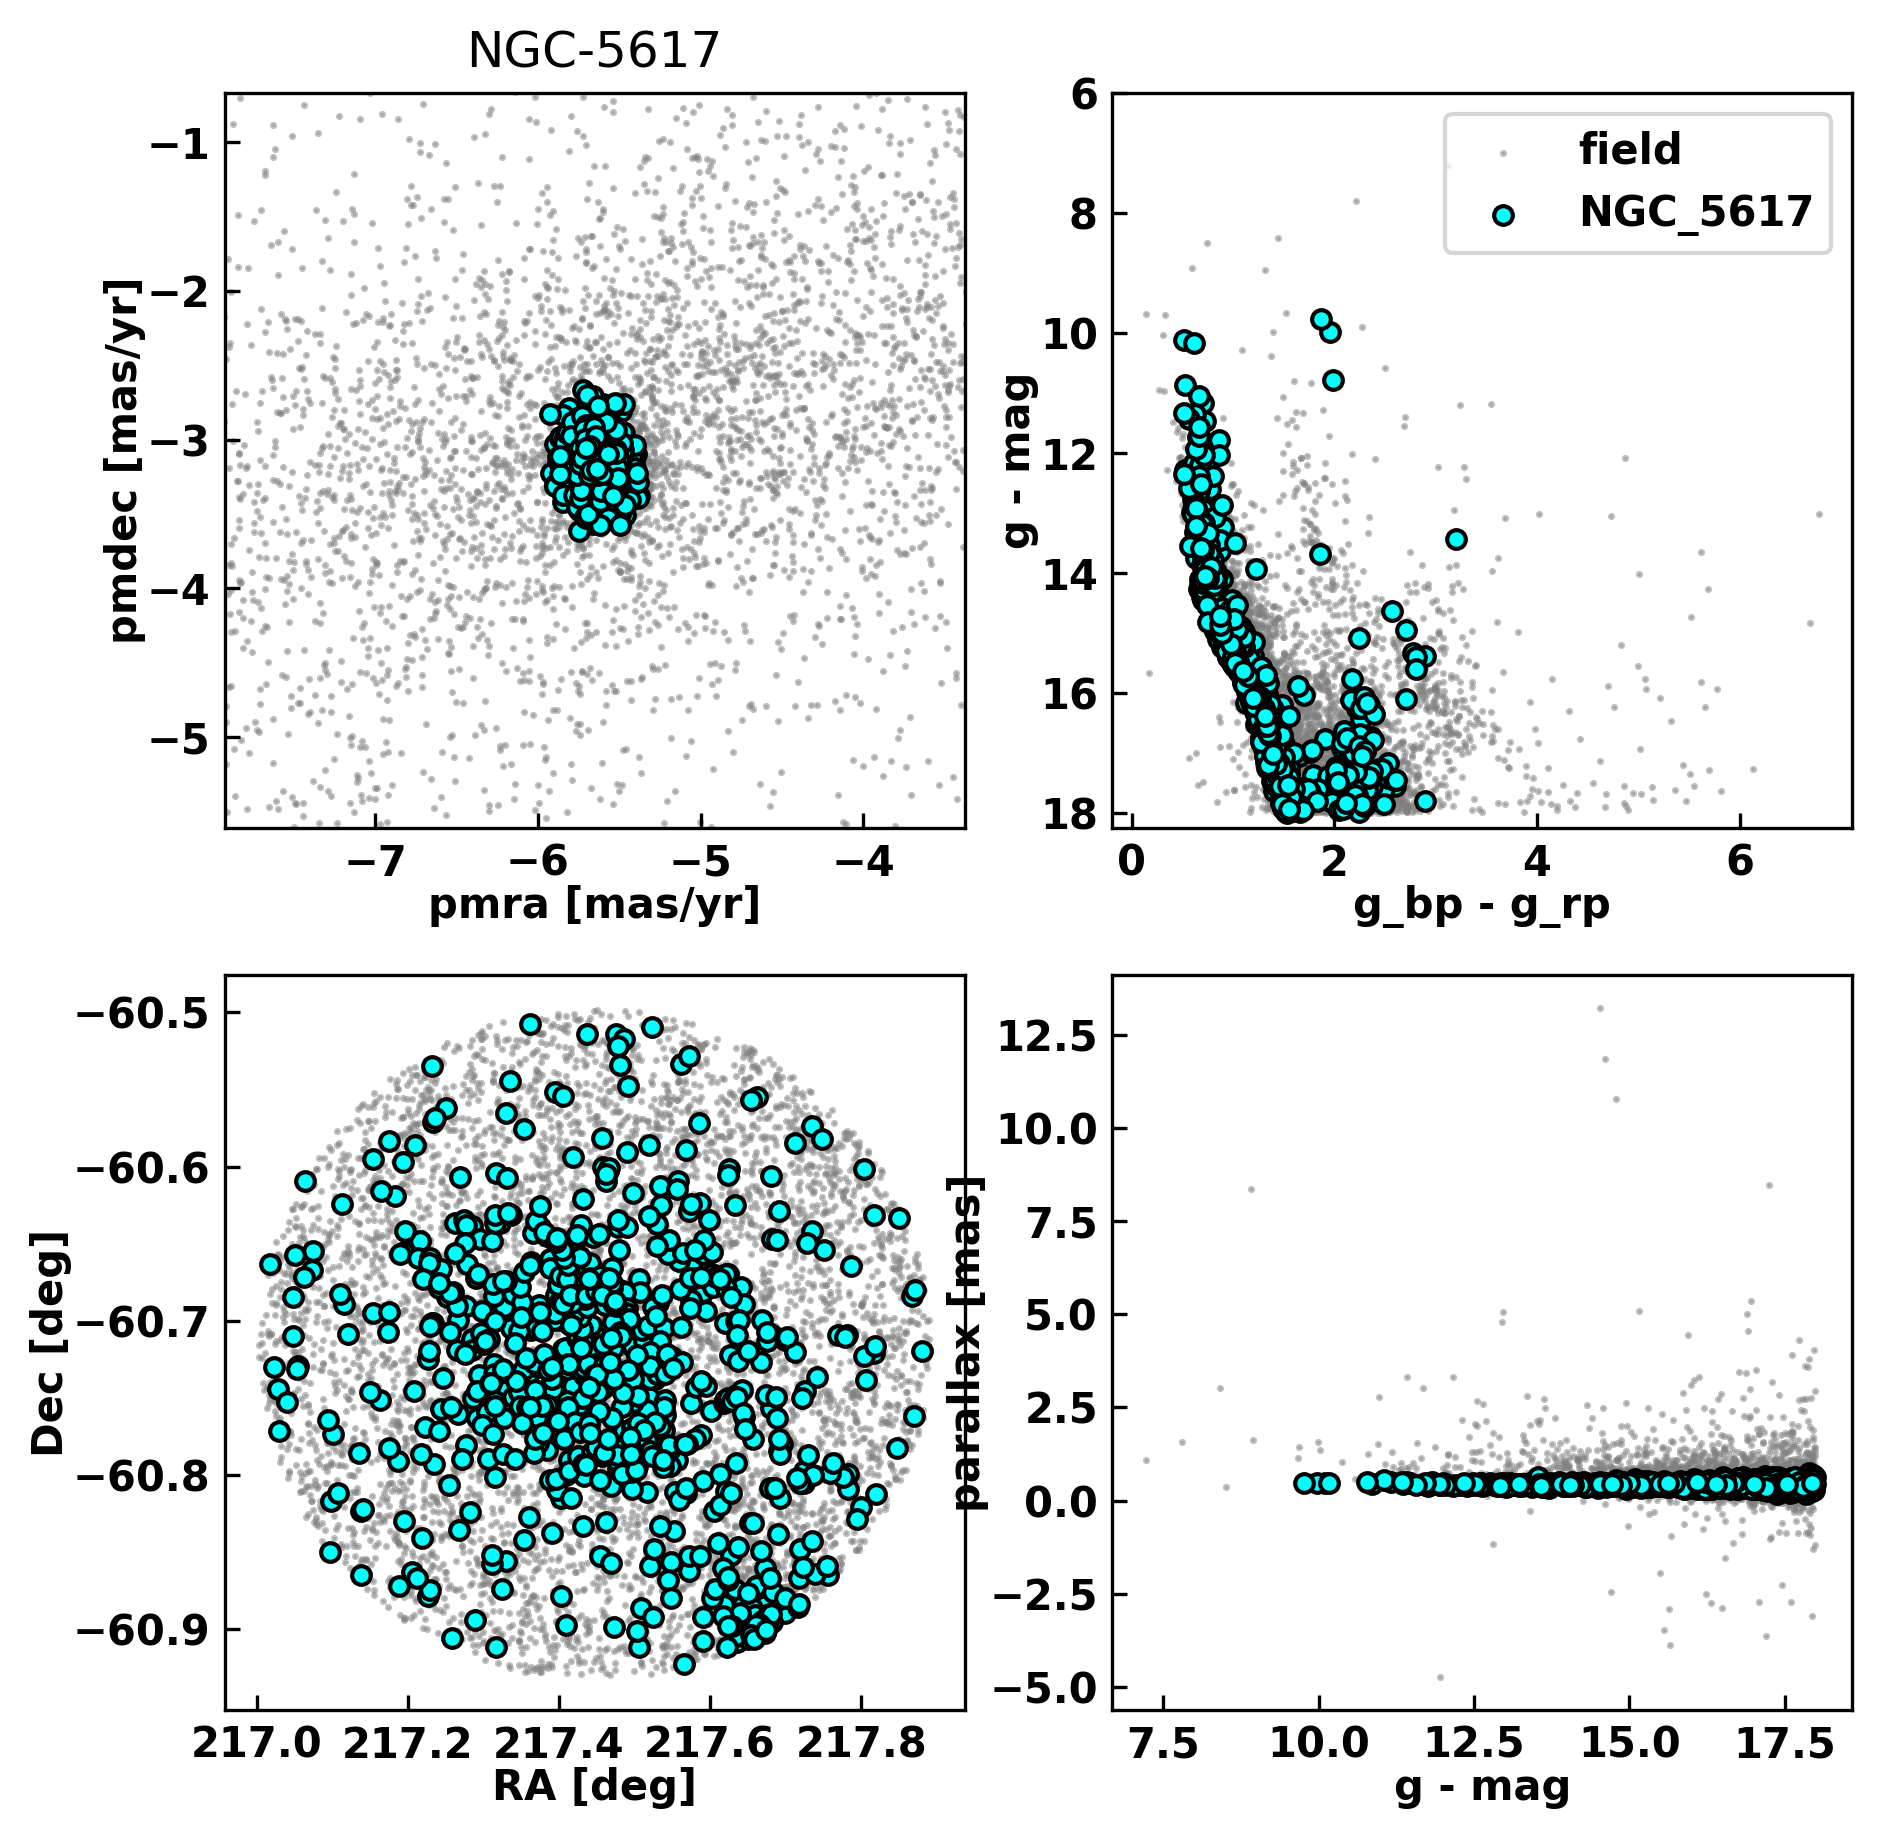 NGC-5617
−1
−2
−3
−4
−5
pmdec [mas/yr]
−7 −6 −5 −4
pmra [mas/yr]
6
8
10
12
14
16
18
g - mag
field
NGC_5617
0 2 4 6
g_bp - g_rp
−60.5
−60.6
−60.7
−60.8
−60.9
Dec [deg]
217.0 217.2 217.4 217.6 217.8
RA [deg]
12.5
10.0
7.5
5.0
2.5
0.0
−2.5
−5.0
parallax [mas]
7.5 10.0 12.5 15.0 17.5
g - mag